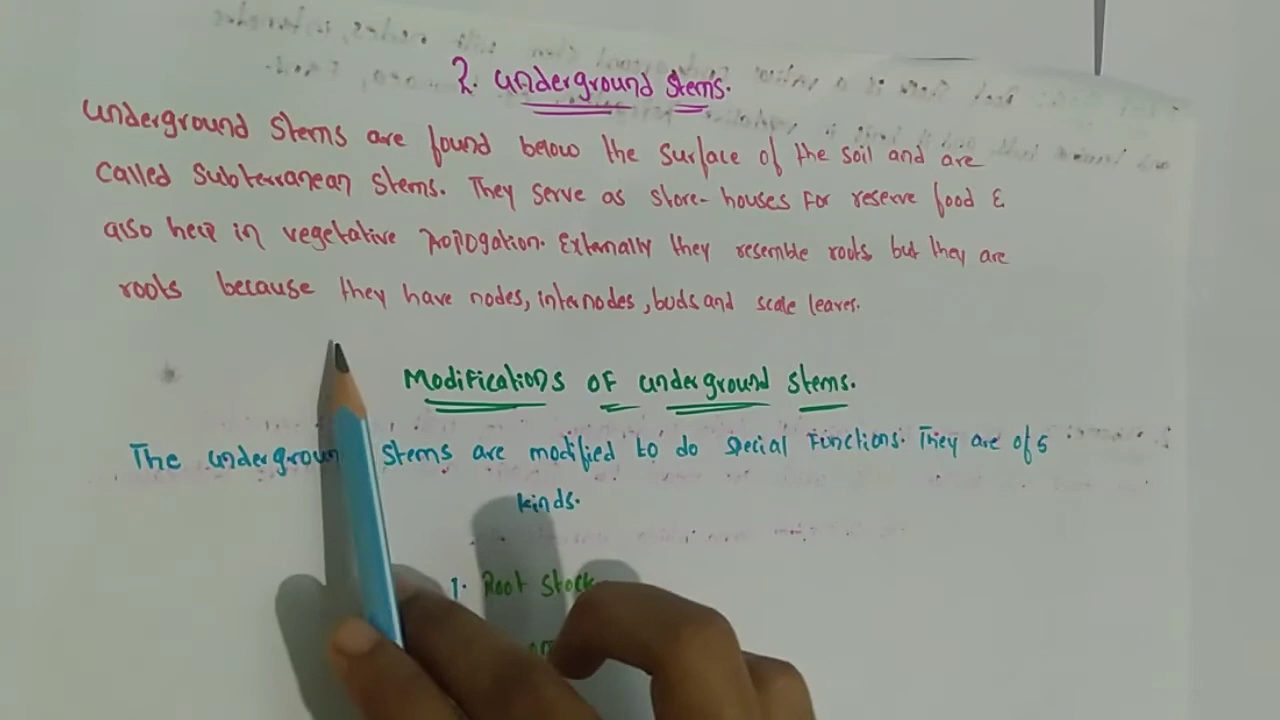 2. Underground Stems.
Underground Stems are found below the surface of the soil and are
called Subterranean Stems. They serve as store-houses For reserve food &
also help in vegetative Propogation. Externally they resemble roots but they are
roots because they have nodes, internodes, buds and scale leaves.
Modifications of underground stems.
The undergroun stems are modified to do special Functions. They are of 5
kinds.
1. Root Stock